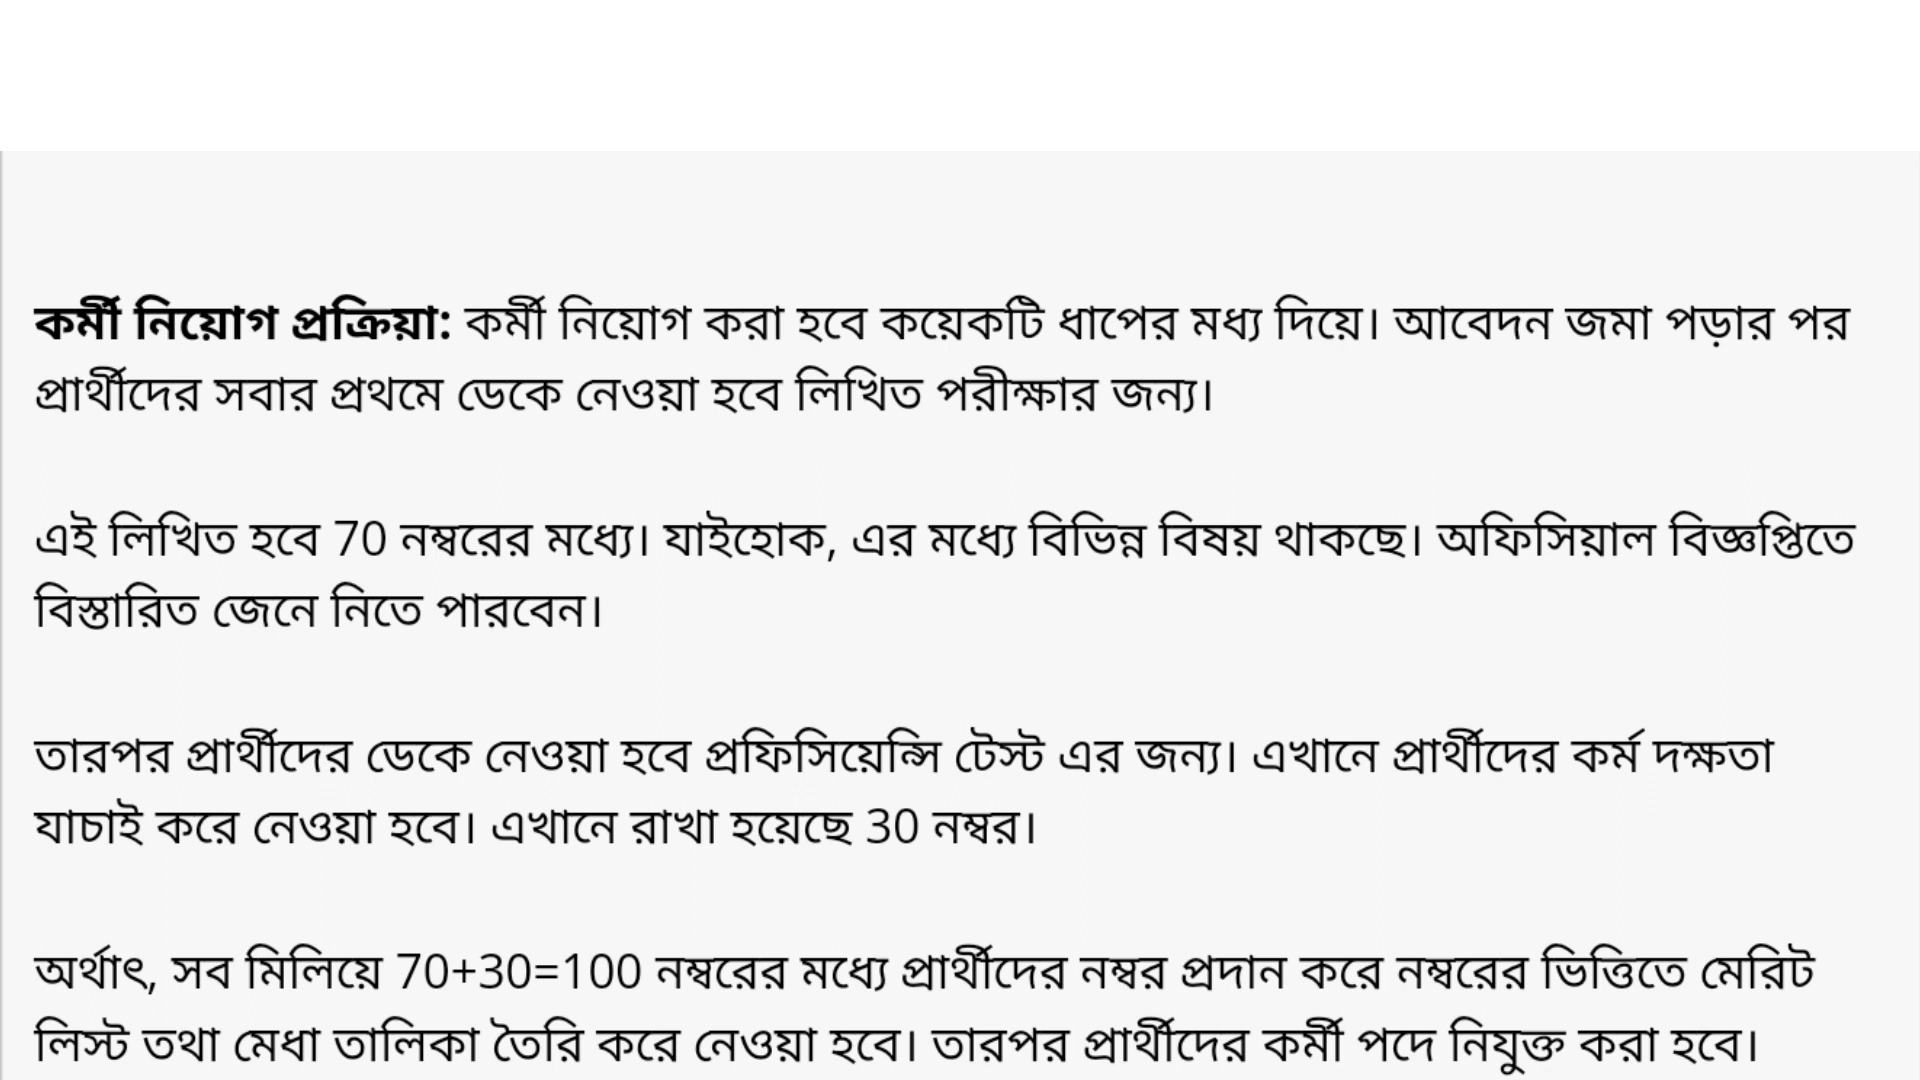 কর্মী নিয়োগ প্রক্রিয়া: কর্মী নিয়োগ করা হবে কয়েকটি ধাপের মধ্য দিয়ে। আবেদন জমা পড়ার পর
প্রার্থীদের সবার প্রথমে ডেকে নেওয়া হবে লিখিত পরীক্ষার জন্য।
এই লিখিত হবে 70 নম্বরের মধ্যে। যাইহোক, এর মধ্যে বিভিন্ন বিষয় থাকছে। অফিসিয়াল বিজ্ঞপ্তিতে
বিস্তারিত জেনে নিতে পারবেন।
তারপর প্রার্থীদের ডেকে নেওয়া হবে প্রফিসিয়েন্সি টেস্ট এর জন্য। এখানে প্রার্থীদের কর্ম দক্ষতা
যাচাই করে নেওয়া হবে। এখানে রাখা হয়েছে 30 নম্বর।
অর্থাৎ, সব মিলিয়ে 70+30=100 নম্বরের মধ্যে প্রার্থীদের নম্বর প্রদান করে নম্বরের ভিত্তিতে মেরিট
লিস্ট তথা মেধা তালিকা তৈরি করে নেওয়া হবে। তারপর প্রার্থীদের কর্মী পদে নিযুক্ত করা হবে।